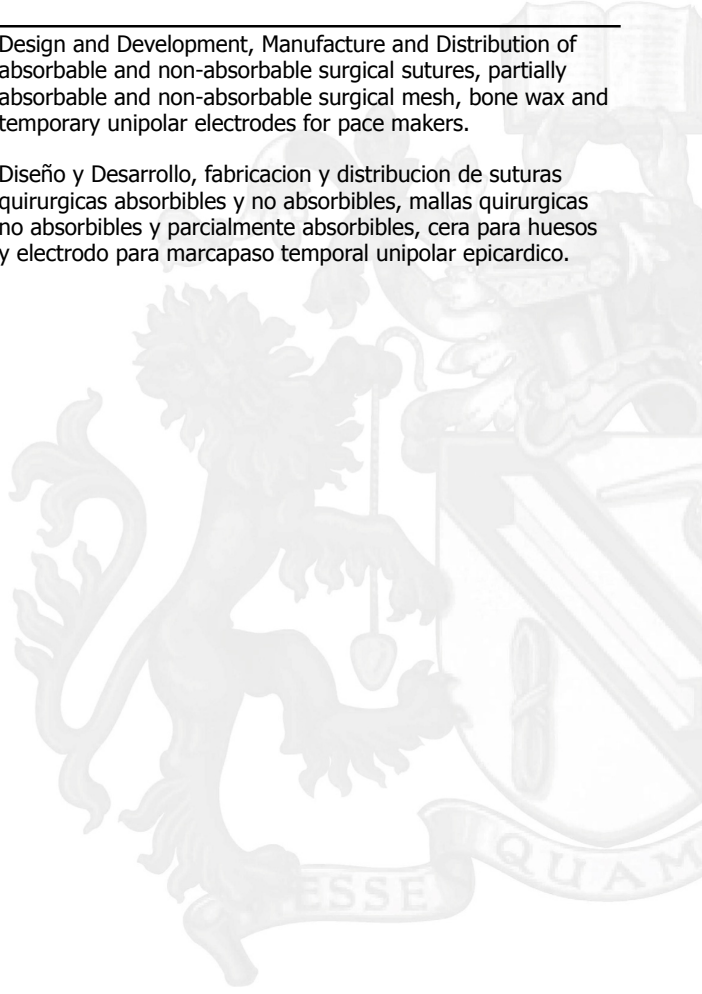 Design and Development, Manufacture and Distribution of
absorbable and non-absorbable surgical sutures, partially
absorbable and non-absorbable surgical mesh, bone wax and
temporary unipolar electrodes for pace makers.
Diseño y Desarrollo, fabricacion y distribucion de suturas
quirurgicas absorbibles y no absorbibles, mallas quirurgicas
no absorbibles y parcialmente absorbibles, cera para huesos
y electrodo para marcapaso temporal unipolar epicardico.
ESSE
QUAM